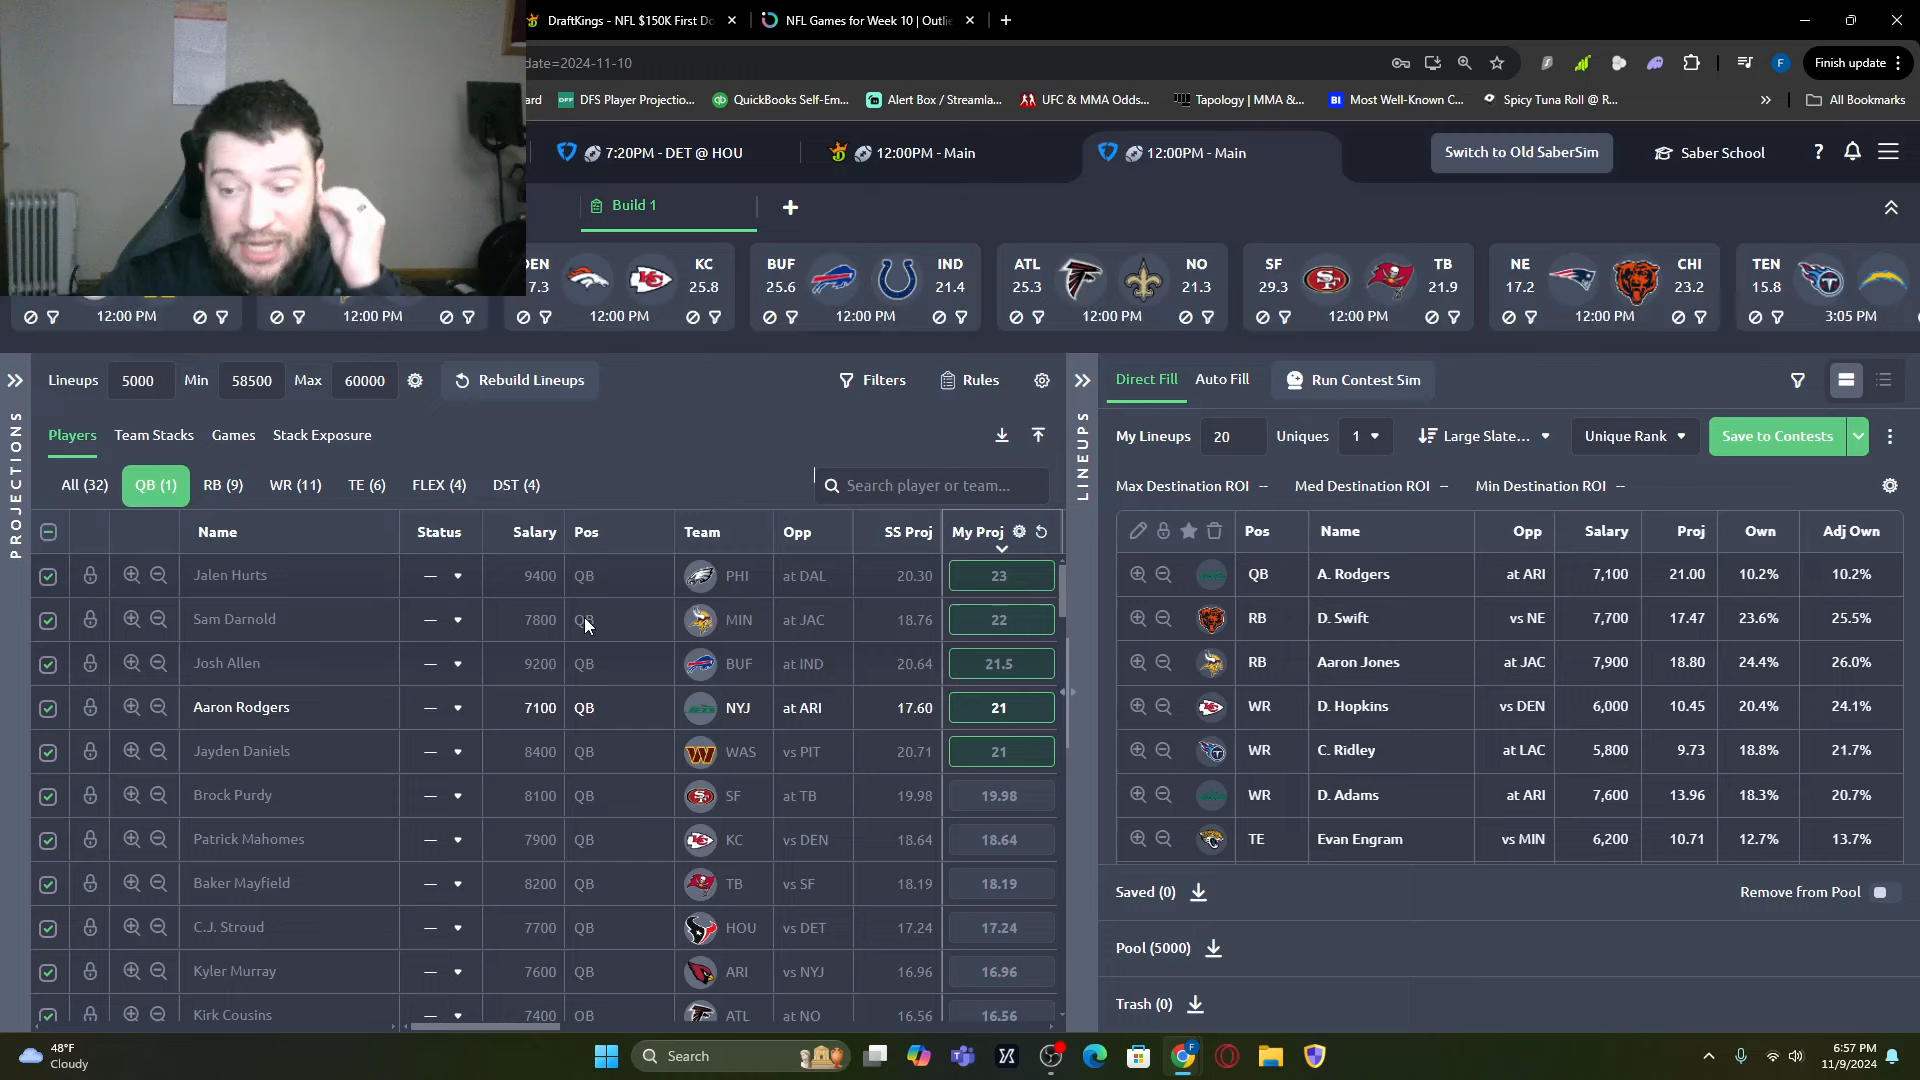 DraftKings - NFL $150K First Do
NFL Games for Week 10 | Outlie
date=2024-11-10
Finish update
ard
DFS Player Projectio...
QuickBooks Self-Em...
Alert Box / Streamla...
UFC & MMA Odds...
Tapology | MMA &...
Most Well-Known C...
Spicy Tuna Roll @ R...
All Bookmarks
7:20PM - DET @ HOU
12:00PM - Main
12:00PM - Main
Switch to Old SaberSim
Saber School
?
Build 1
EN KC
7.3 25.8
12:00 PM
BUF IND
25.6 21.4
12:00 PM
ATL NO
25.3 21.3
12:00 PM
SF TB
29.3 21.9
12:00 PM
NE CHI
17.2 23.2
12:00 PM
TEN
15.8
3:05 PM
12:00 PM
12:00 PM
PROJECTIONS
Lineups 5000 Min 58500 Max 60000 Rebuild Lineups Filters Rules
Players Team Stacks Games Stack Exposure
All (32) QB (1) RB (9) WR (11) TE (6) FLEX (4) DST (4) Search player or team...
Name Status Salary Pos Team Opp SS Proj My Proj
Jalen Hurts — 9400 QB PHI at DAL 20.30 23
Sam Darnold — 7800 QB MIN at JAC 18.76 22
Josh Allen — 9200 QB BUF at IND 20.64 21.5
Aaron Rodgers — 7100 QB NYJ at ARI 17.60 21
Jayden Daniels — 8400 QB WAS vs PIT 20.71 21
Brock Purdy — 8100 QB SF at TB 19.98 19.98
Patrick Mahomes — 7900 QB KC vs DEN 18.64 18.64
Baker Mayfield — 8200 QB TB vs SF 18.19 18.19
C.J. Stroud — 7700 QB HOU vs DET 17.24 17.24
Kyler Murray — 7600 QB ARI vs NYJ 16.96 16.96
Kirk Cousins — 7400 QB ATL at NO 16.56 16.56
LINEUPS
Direct Fill Auto Fill Run Contest Sim
My Lineups 20 Uniques 1 Large Slate... Unique Rank Save to Contests
Max Destination ROI -- Med Destination ROI -- Min Destination ROI --
Pos Name Opp Salary Proj Own Adj Own
QB A. Rodgers at ARI 7,100 21.00 10.2% 10.2%
RB D. Swift vs NE 7,700 17.47 23.6% 25.5%
RB Aaron Jones at JAC 7,900 18.80 24.4% 26.0%
WR D. Hopkins vs DEN 6,000 10.45 20.4% 24.1%
WR C. Ridley at LAC 5,800 9.73 18.8% 21.7%
WR D. Adams at ARI 7,600 13.96 18.3% 20.7%
TE Evan Engram vs MIN 6,200 10.71 12.7% 13.7%
Saved (0) Remove from Pool
Pool (5000)
Trash (0)
48°F
Cloudy
Search
6:57 PM
11/9/2024